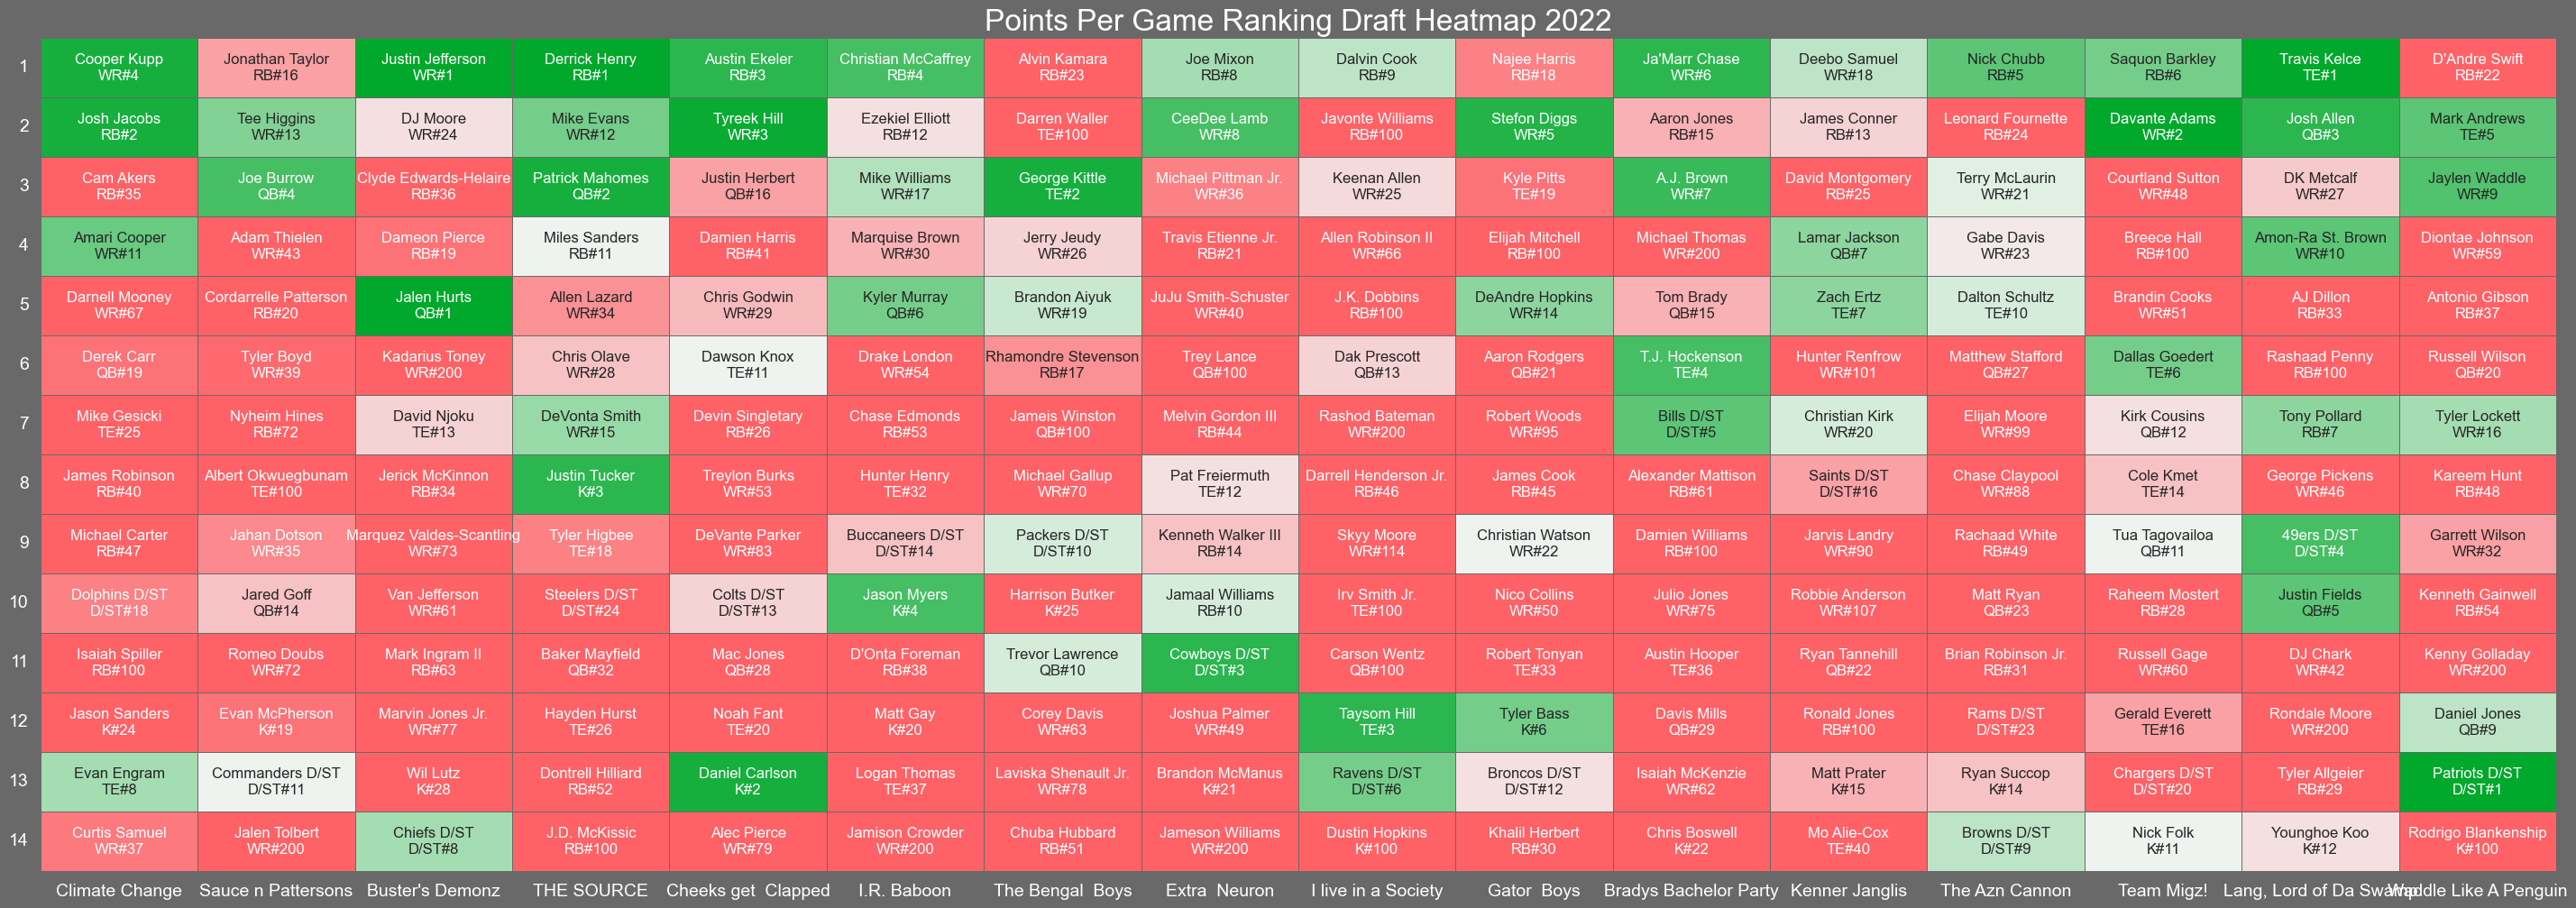 Points Per Game Ranking Draft Heatmap 2022
1
Cooper Kupp
WR#4
Jonathan Taylor
RB#16
Justin Jefferson
WR#1
Derrick Henry
RB#1
Austin Ekeler
RB#3
Christian McCaffrey
RB#4
Alvin Kamara
RB#23
Joe Mixon
RB#8
Dalvin Cook
RB#9
Najee Harris
RB#18
Ja'Marr Chase
WR#6
Deebo Samuel
WR#18
Nick Chubb
RB#5
Saquon Barkley
RB#6
Travis Kelce
TE#1
D'Andre Swift
RB#22
2
Josh Jacobs
RB#2
Tee Higgins
WR#13
DJ Moore
WR#24
Mike Evans
WR#12
Tyreek Hill
WR#3
Ezekiel Elliott
RB#12
Darren Waller
TE#100
CeeDee Lamb
WR#8
Javonte Williams
RB#100
Stefon Diggs
WR#5
Aaron Jones
RB#15
James Conner
RB#13
Leonard Fournette
RB#24
Davante Adams
WR#2
Josh Allen
QB#3
Mark Andrews
TE#5
3
Cam Akers
RB#35
Joe Burrow
QB#4
Clyde Edwards-Helaire
RB#36
Patrick Mahomes
QB#2
Justin Herbert
QB#16
Mike Williams
WR#17
George Kittle
TE#2
Michael Pittman Jr.
WR#36
Keenan Allen
WR#25
Kyle Pitts
TE#19
A.J. Brown
WR#7
David Montgomery
RB#25
Terry McLaurin
WR#21
Courtland Sutton
WR#48
DK Metcalf
WR#27
Jaylen Waddle
WR#9
4
Amari Cooper
WR#11
Adam Thielen
WR#43
Dameon Pierce
RB#19
Miles Sanders
RB#11
Damien Harris
RB#41
Marquise Brown
WR#30
Jerry Jeudy
WR#26
Travis Etienne Jr.
RB#21
Allen Robinson II
WR#66
Elijah Mitchell
RB#100
Michael Thomas
WR#200
Lamar Jackson
QB#7
Gabe Davis
WR#23
Breece Hall
RB#100
Amon-Ra St. Brown
WR#10
Diontae Johnson
WR#59
5
Darnell Mooney
WR#67
Cordarrelle Patterson
RB#20
Jalen Hurts
QB#1
Allen Lazard
WR#34
Chris Godwin
WR#29
Kyler Murray
QB#6
Brandon Aiyuk
WR#19
JuJu Smith-Schuster
WR#40
J.K. Dobbins
RB#100
DeAndre Hopkins
WR#14
Tom Brady
QB#15
Zach Ertz
TE#7
Dalton Schultz
TE#10
Brandin Cooks
WR#51
AJ Dillon
RB#33
Antonio Gibson
RB#37
6
Derek Carr
QB#19
Tyler Boyd
WR#39
Kadarius Toney
WR#200
Chris Olave
WR#28
Dawson Knox
TE#11
Drake London
WR#54
Rhamondre Stevenson
RB#17
Trey Lance
QB#100
Dak Prescott
QB#13
Aaron Rodgers
QB#21
T.J. Hockenson
TE#4
Hunter Renfrow
WR#101
Matthew Stafford
QB#27
Dallas Goedert
TE#6
Rashaad Penny
RB#100
Russell Wilson
QB#20
7
Mike Gesicki
TE#25
Nyheim Hines
RB#72
David Njoku
TE#13
DeVonta Smith
WR#15
Devin Singletary
RB#26
Chase Edmonds
RB#53
Jameis Winston
QB#100
Melvin Gordon III
RB#44
Rashod Bateman
WR#200
Robert Woods
WR#95
Bills D/ST
D/ST#5
Christian Kirk
WR#20
Elijah Moore
WR#99
Kirk Cousins
QB#12
Tony Pollard
RB#7
Tyler Lockett
WR#16
8
James Robinson
RB#40
Albert Okwuegbunam
TE#100
Jerick McKinnon
RB#34
Justin Tucker
K#3
Treylon Burks
WR#53
Hunter Henry
TE#32
Michael Gallup
WR#70
Pat Freiermuth
TE#12
Darrell Henderson Jr.
RB#46
James Cook
RB#45
Alexander Mattison
RB#61
Saints D/ST
D/ST#16
Chase Claypool
WR#88
Cole Kmet
TE#14
George Pickens
WR#46
Kareem Hunt
RB#48
9
Michael Carter
RB#47
Jahan Dotson
WR#35
Marquez Valdes-Scantling
WR#73
Tyler Higbee
TE#18
DeVante Parker
WR#83
Buccaneers D/ST
D/ST#14
Packers D/ST
D/ST#10
Kenneth Walker III
RB#14
Skyy Moore
WR#114
Christian Watson
WR#22
Damien Williams
RB#100
Jarvis Landry
WR#90
Rachaad White
RB#49
Tua Tagovailoa
QB#11
49ers D/ST
D/ST#4
Garrett Wilson
WR#32
10
Dolphins D/ST
D/ST#18
Jared Goff
QB#14
Van Jefferson
WR#61
Steelers D/ST
D/ST#24
Colts D/ST
D/ST#13
Jason Myers
K#4
Harrison Butker
K#25
Jamaal Williams
RB#10
Irv Smith Jr.
TE#100
Nico Collins
WR#50
Julio Jones
WR#75
Robbie Anderson
WR#107
Matt Ryan
QB#23
Raheem Mostert
RB#28
Justin Fields
QB#5
Kenneth Gainwell
RB#54
11
Isaiah Spiller
RB#100
Romeo Doubs
WR#72
Mark Ingram II
RB#63
Baker Mayfield
QB#32
Mac Jones
QB#28
D'Onta Foreman
RB#38
Trevor Lawrence
QB#10
Cowboys D/ST
D/ST#3
Carson Wentz
QB#100
Robert Tonyan
TE#33
Austin Hooper
TE#36
Ryan Tannehill
QB#22
Brian Robinson Jr.
RB#31
Russell Gage
WR#60
DJ Chark
WR#42
Kenny Golladay
WR#200
12
Jason Sanders
K#24
Evan McPherson
K#19
Marvin Jones Jr.
WR#77
Hayden Hurst
TE#26
Noah Fant
TE#20
Matt Gay
K#20
Corey Davis
WR#63
Joshua Palmer
WR#49
Taysom Hill
TE#3
Tyler Bass
K#6
Davis Mills
QB#29
Ronald Jones
RB#100
Rams D/ST
D/ST#23
Gerald Everett
TE#16
Rondale Moore
WR#200
Daniel Jones
QB#9
13
Evan Engram
TE#8
Commanders D/ST
D/ST#11
Wil Lutz
K#28
Dontrell Hilliard
RB#52
Daniel Carlson
K#2
Logan Thomas
TE#37
Laviska Shenault Jr.
WR#78
Brandon McManus
K#21
Ravens D/ST
D/ST#6
Broncos D/ST
D/ST#12
Isaiah McKenzie
WR#62
Matt Prater
K#15
Ryan Succop
K#14
Chargers D/ST
D/ST#20
Tyler Allgeier
RB#29
Patriots D/ST
D/ST#1
14
Curtis Samuel
WR#37
Jalen Tolbert
WR#200
Chiefs D/ST
D/ST#8
J.D. McKissic
RB#100
Alec Pierce
WR#79
Jamison Crowder
WR#200
Chuba Hubbard
RB#51
Jameson Williams
WR#200
Dustin Hopkins
K#100
Khalil Herbert
RB#30
Chris Boswell
K#22
Mo Alie-Cox
TE#40
Browns D/ST
D/ST#9
Nick Folk
K#11
Younghoe Koo
K#12
Rodrigo Blankenship
K#100
Climate Change
Sauce n Pattersons
Buster's Demonz
THE SOURCE
Cheeks get Clapped
I.R. Baboon
The Bengal Boys
Extra Neuron
I live in a Society
Gator Boys
Bradys Bachelor Party
Kenner Janglis
The Azn Cannon
Team Migz!
Lang, Lord of Da Swamp
Waddle Like A Penguin